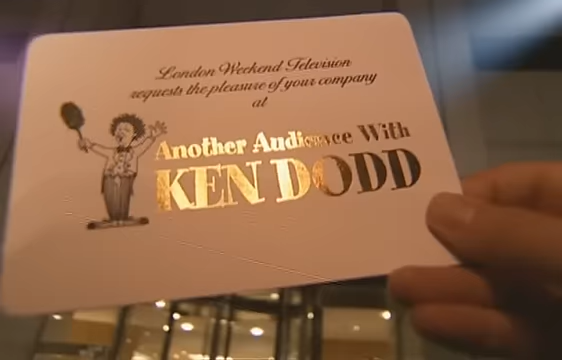 London Weekend Television
requests the pleasure of your company
at
Another Audience With
KEN DODD